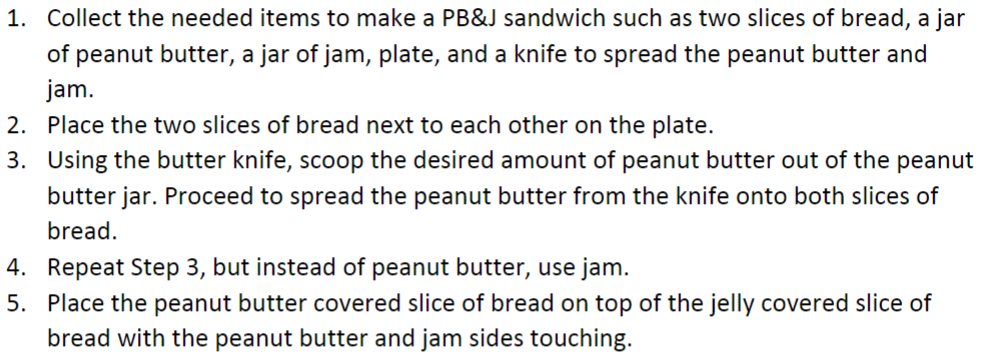 1. Collect the needed items to make a PB&J sandwich such as two slices of bread, a jar
of peanut butter, a jar of jam, plate, and a knife to spread the peanut butter and
jam.
2. Place the two slices of bread next to each other on the plate.
3. Using the butter knife, scoop the desired amount of peanut butter out of the peanut
butter jar. Proceed to spread the peanut butter from the knife onto both slices of
bread.
4. Repeat Step 3, but instead of peanut butter, use jam.
5. Place the peanut butter covered slice of bread on top of the jelly covered slice of
bread with the peanut butter and jam sides touching.